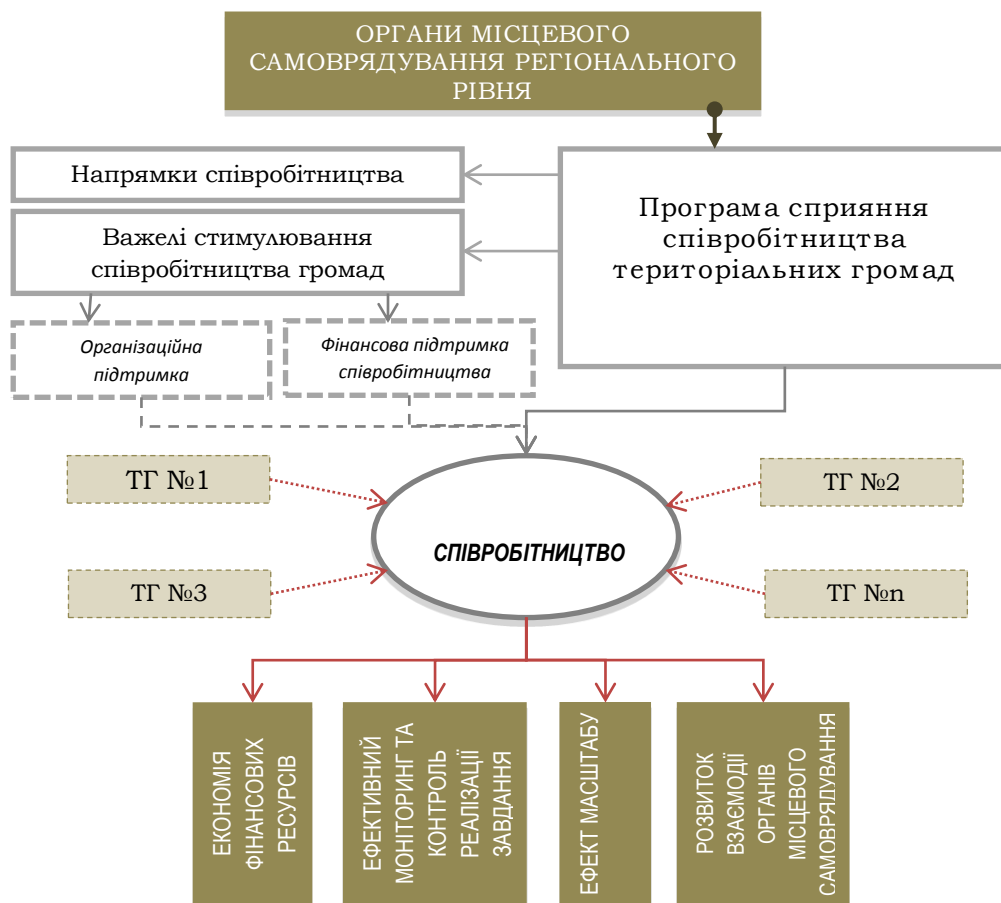 ОРГАНИ МІСЦЕВОГО
САМОВРЯДУВАННЯ РЕГІОНАЛЬНОГО
РІВНЯ
Напрямки співробітництва
Важелі стимулювання
співробітництва громад
Програма сприяння
співробітництва
територіальних громад
Організаційна
підтримка
Фінансова підтримка
співробітництва
ТГ №1
ТГ №2
СПІВРОБІТНИЦТВО
ТГ №3
ТГ №n
ЕКОНОМІЯ
ФІНАНСОВИХ
РЕСУРСІВ
ЕФЕКТИВНИЙ
МОНІТОРИНГ ТА
КОНТРОЛЬ
РЕАЛІЗАЦІЇ
ЗАВДАННЯ
ЕФЕКТ МАСШТАБУ
РОЗВИТОК
ВЗАЄМОДІЇ
ОРГАНІВ
МІСЦЕВОГО
САМОВРЯДУВАННЯ